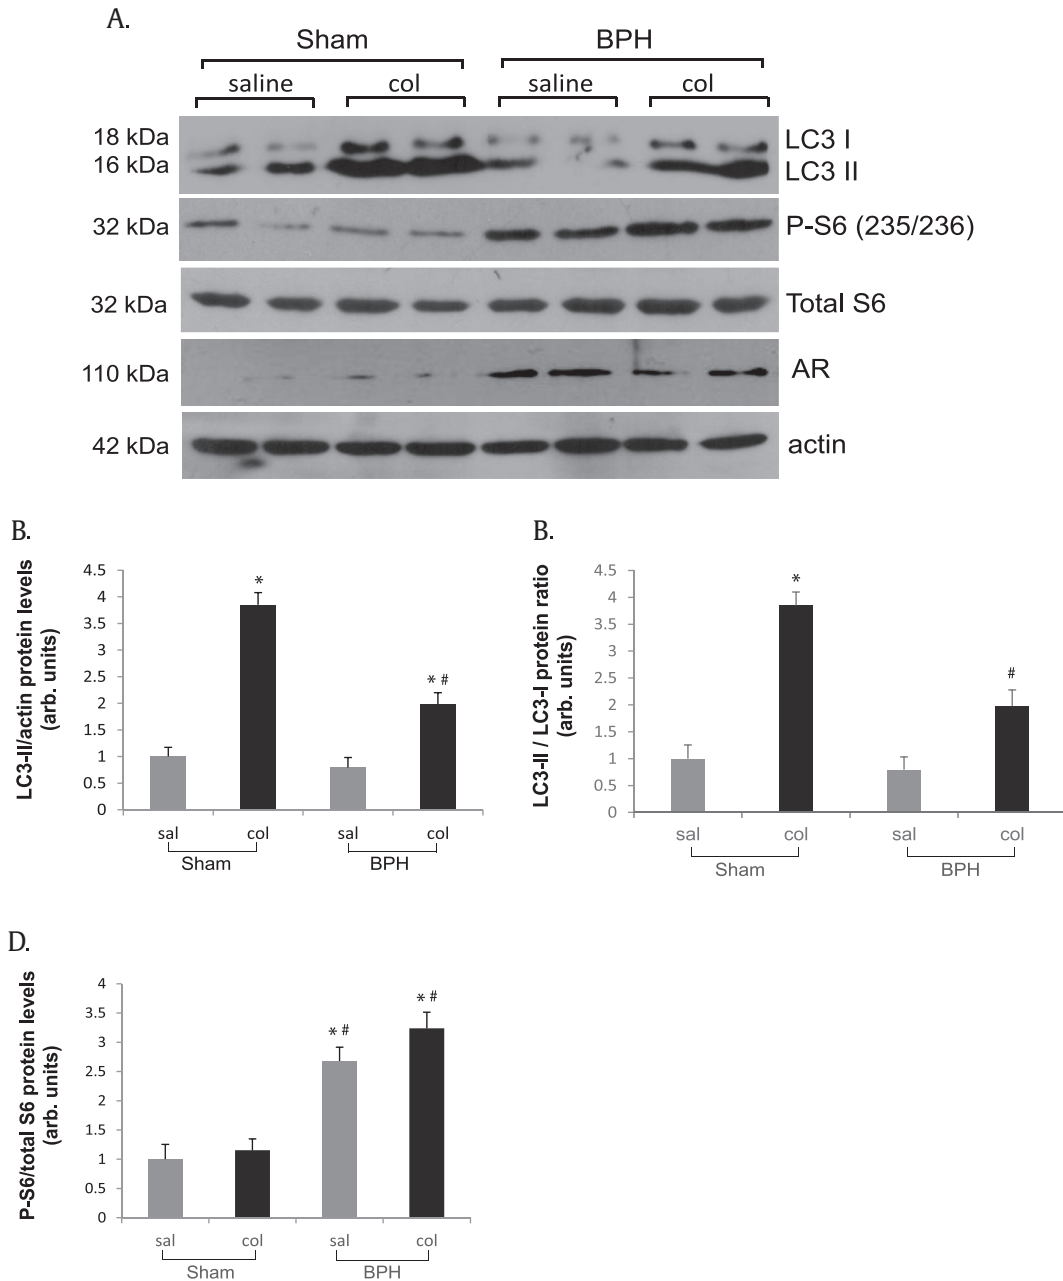 A.
Sham BPH
saline col saline col
18 kDa LC3 I
16 kDa LC3 II
32 kDa P-S6 (235/236)
32 kDa Total S6
110 kDa AR
42 kDa actin
B.
LC3-II/actin protein levels
(arb. units)
4.5
4
3.5
3
2.5
2
1.5
1
0.5
0
*
* #
sal col sal col
Sham BPH
B.
LC3-II / LC3-I protein ratio
(arb. units)
4.5
4
3.5
3
2.5
2
1.5
1
0.5
0
*
#
sal col sal col
Sham BPH
D.
P-S6/total S6 protein levels
(arb. units)
4
3.5
3
2.5
2
1.5
1
0.5
0
* #
* #
sal col sal col
Sham BPH